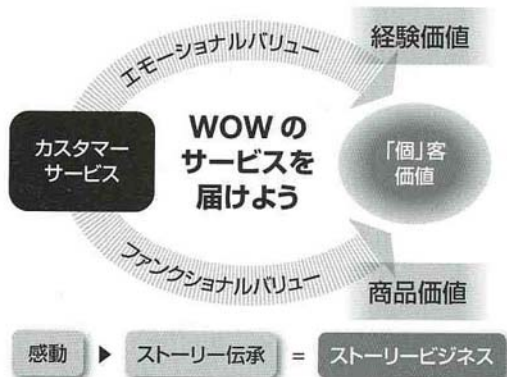 エモーショナルバリュー
経験価値
カスタマー
サービス
WOWの
サービスを
届けよう
「個」客
価値
ファンクショナルバリュー
商品価値
感動 ▶ ストーリー伝承 = ストーリービジネス